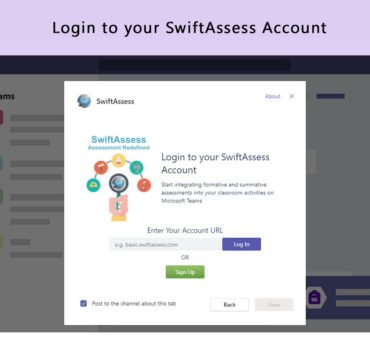 Login to your SwiftAssess Account
ams
SwiftAssess
About
SwiftAssess
Assessment Redefined
Login to your SwiftAssess
Account
Start integrating formative and summative
assessments into your classroom activities on
Microsoft Teams
Enter Your Account URL
e.g. basic.swiftassess.com
Log In
OR
Sign Up
Post to the channel about this tab
Back
Save